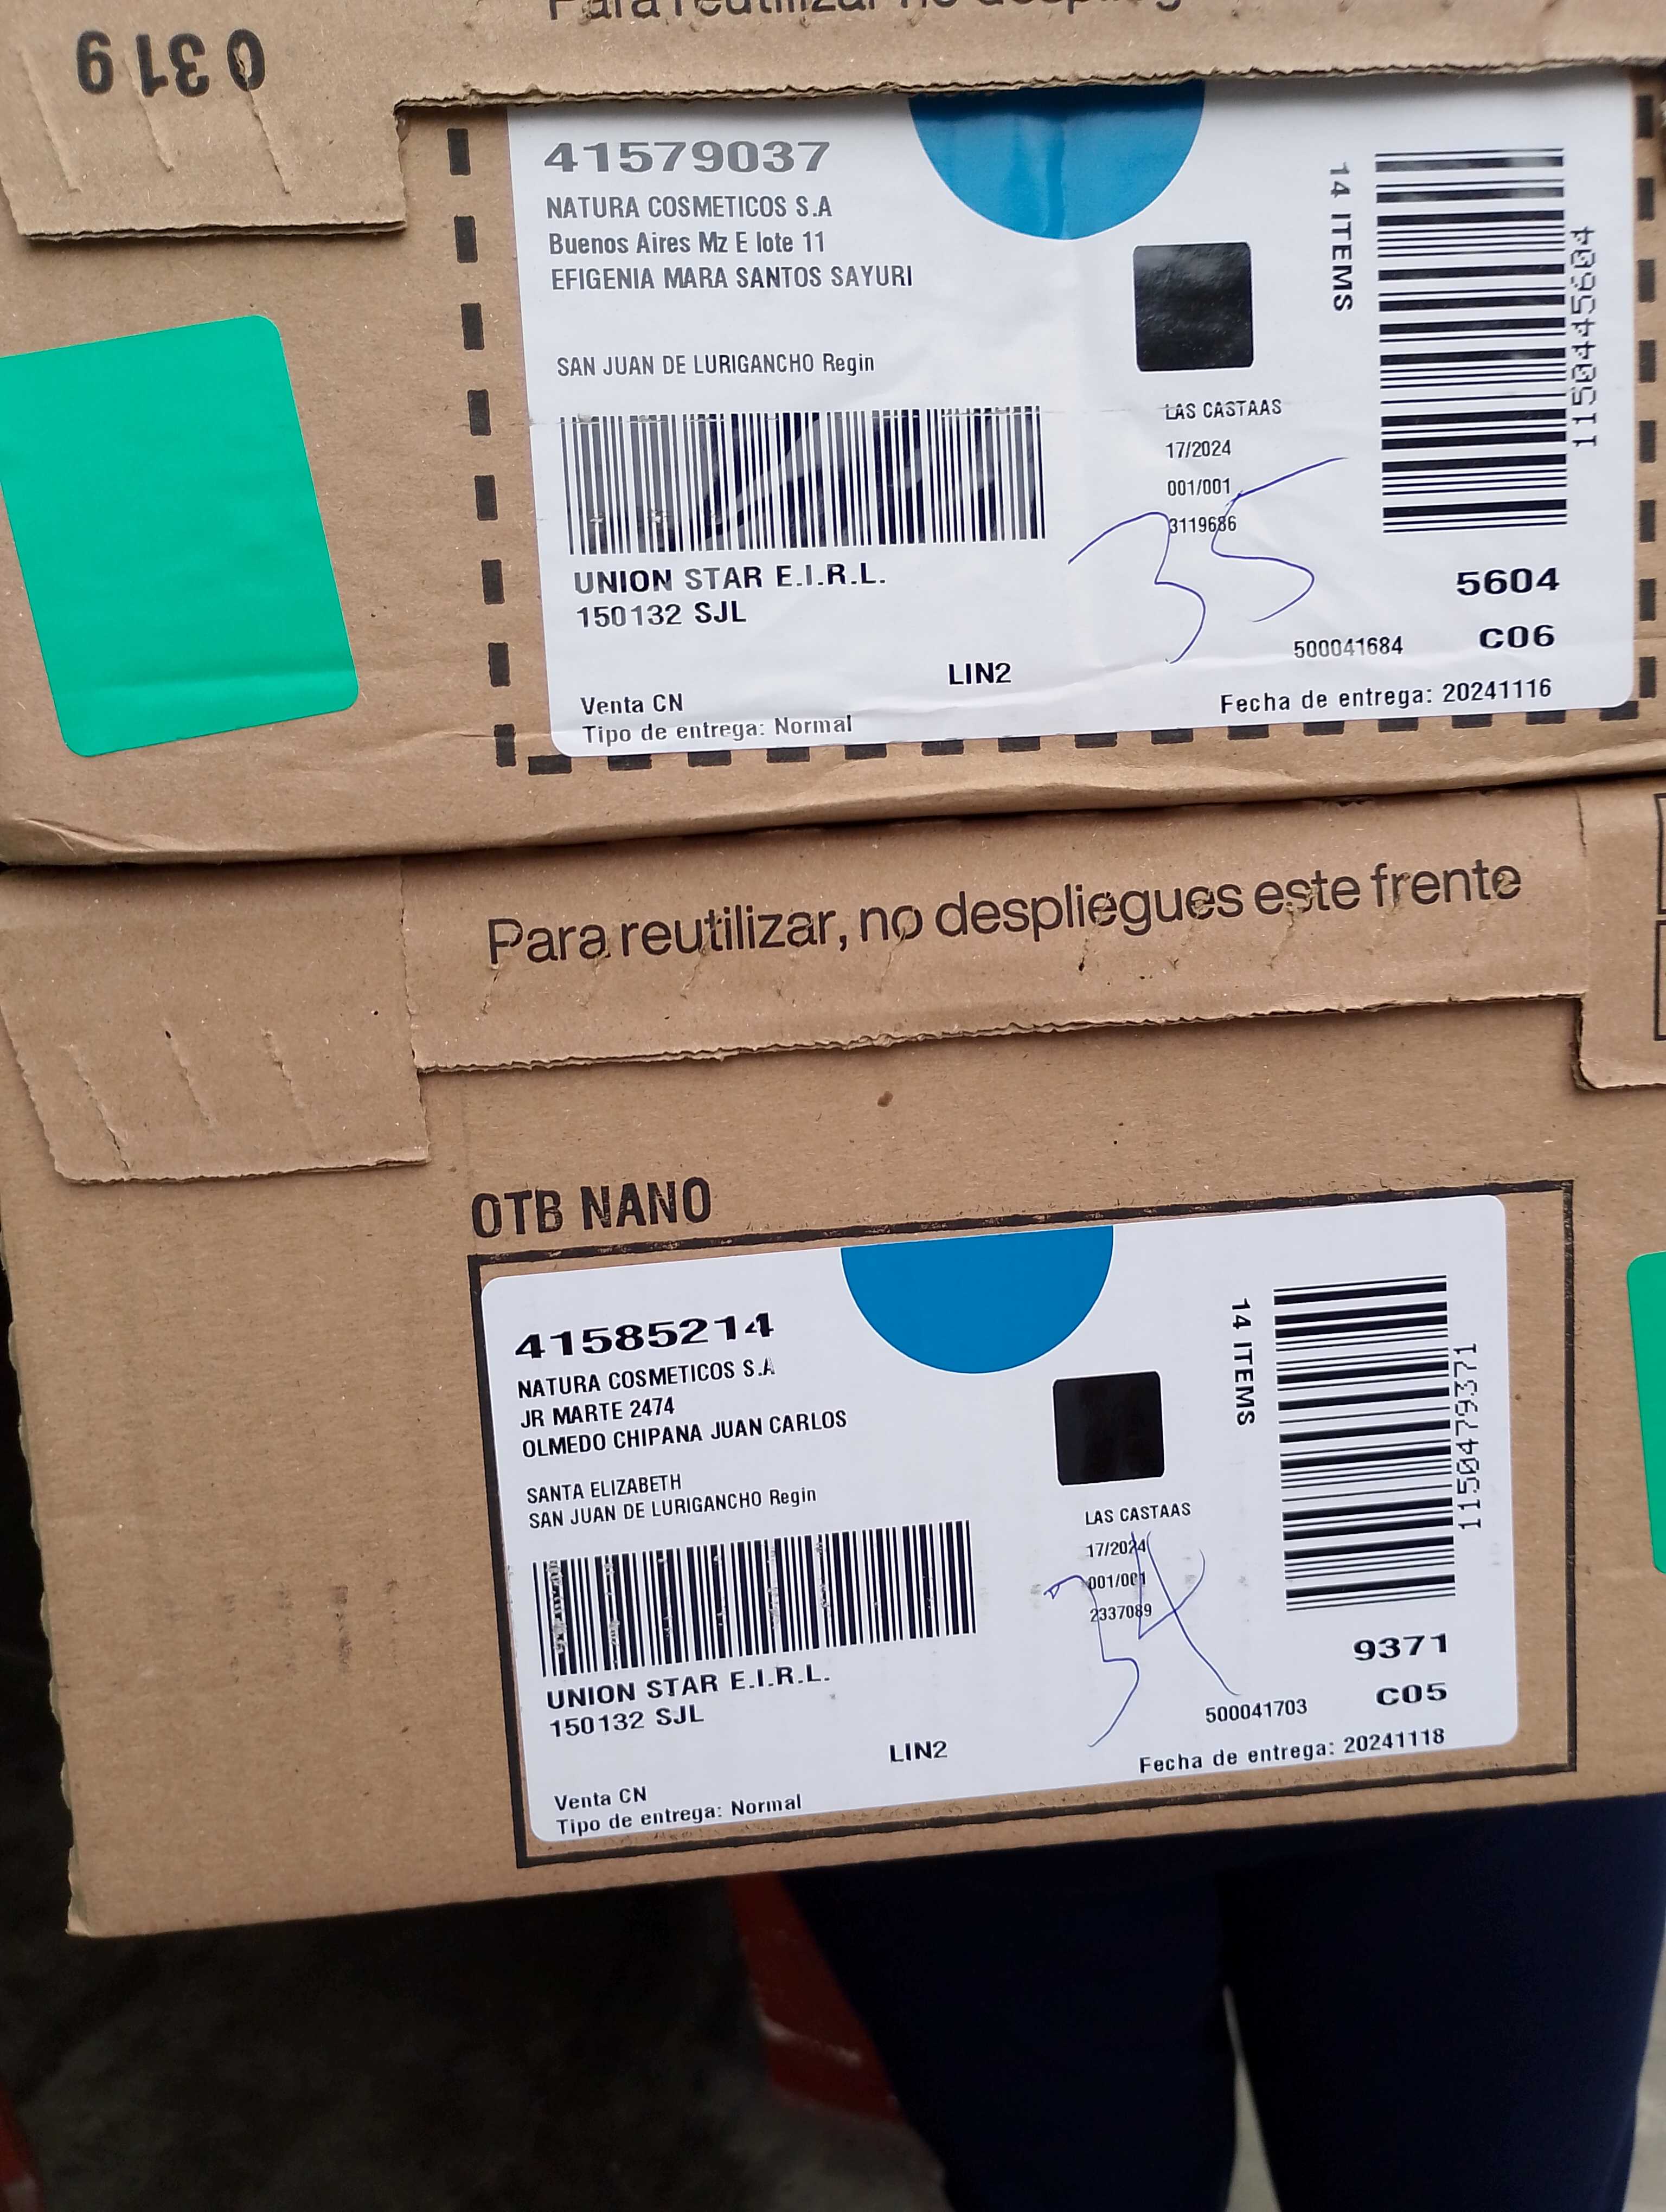 0319
41579037
NATURA COSMETICOS S.A
Buenos Aires Mz E lote 11
EFIGENIA MARA SANTOS SAYURI
SAN JUAN DE LURIGANCHO Regin
UNION STAR E.I.R.L.
150132 SJL
LIN2
Venta CN
Tipo de entrega: Normal
LAS CASTAAS
17/2024
001/001
3119686
35
14 ITEMS
11504445604
5604
C06
500041684
Fecha de entrega: 20241116
Para reutilizar, no despliegues este frente
OTB NANO
41585214
NATURA COSMETICOS S.A
JR MARTE 2474
OLMEDO CHIPANA JUAN CARLOS
SANTA ELIZABETH
SAN JUAN DE LURIGANCHO Regin
UNION STAR E.I.R.L.
150132 SJL
LIN2
Venta CN
Tipo de entrega: Normal
LAS CASTAAS
17/2024
001/001
2337089
34
14 ITEMS
11504793​71
9371
C05
500041703
Fecha de entrega: 20241118